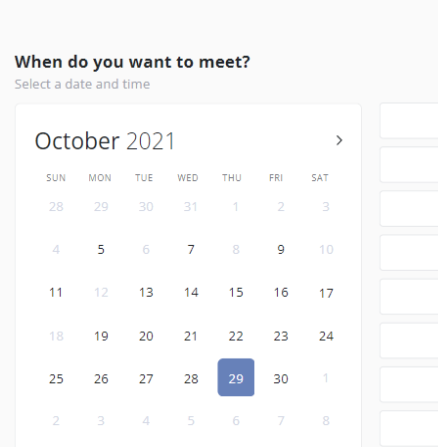 When do you want to meet?
Select a date and time
October 2021 >
SUN MON TUE WED THU FRI SAT
28 29 30 31 1 2 3
4 5 6 7 8 9 10
11 12 13 14 15 16 17
18 19 20 21 22 23 24
25 26 27 28 29 30 1
2 3 4 5 6 7 8